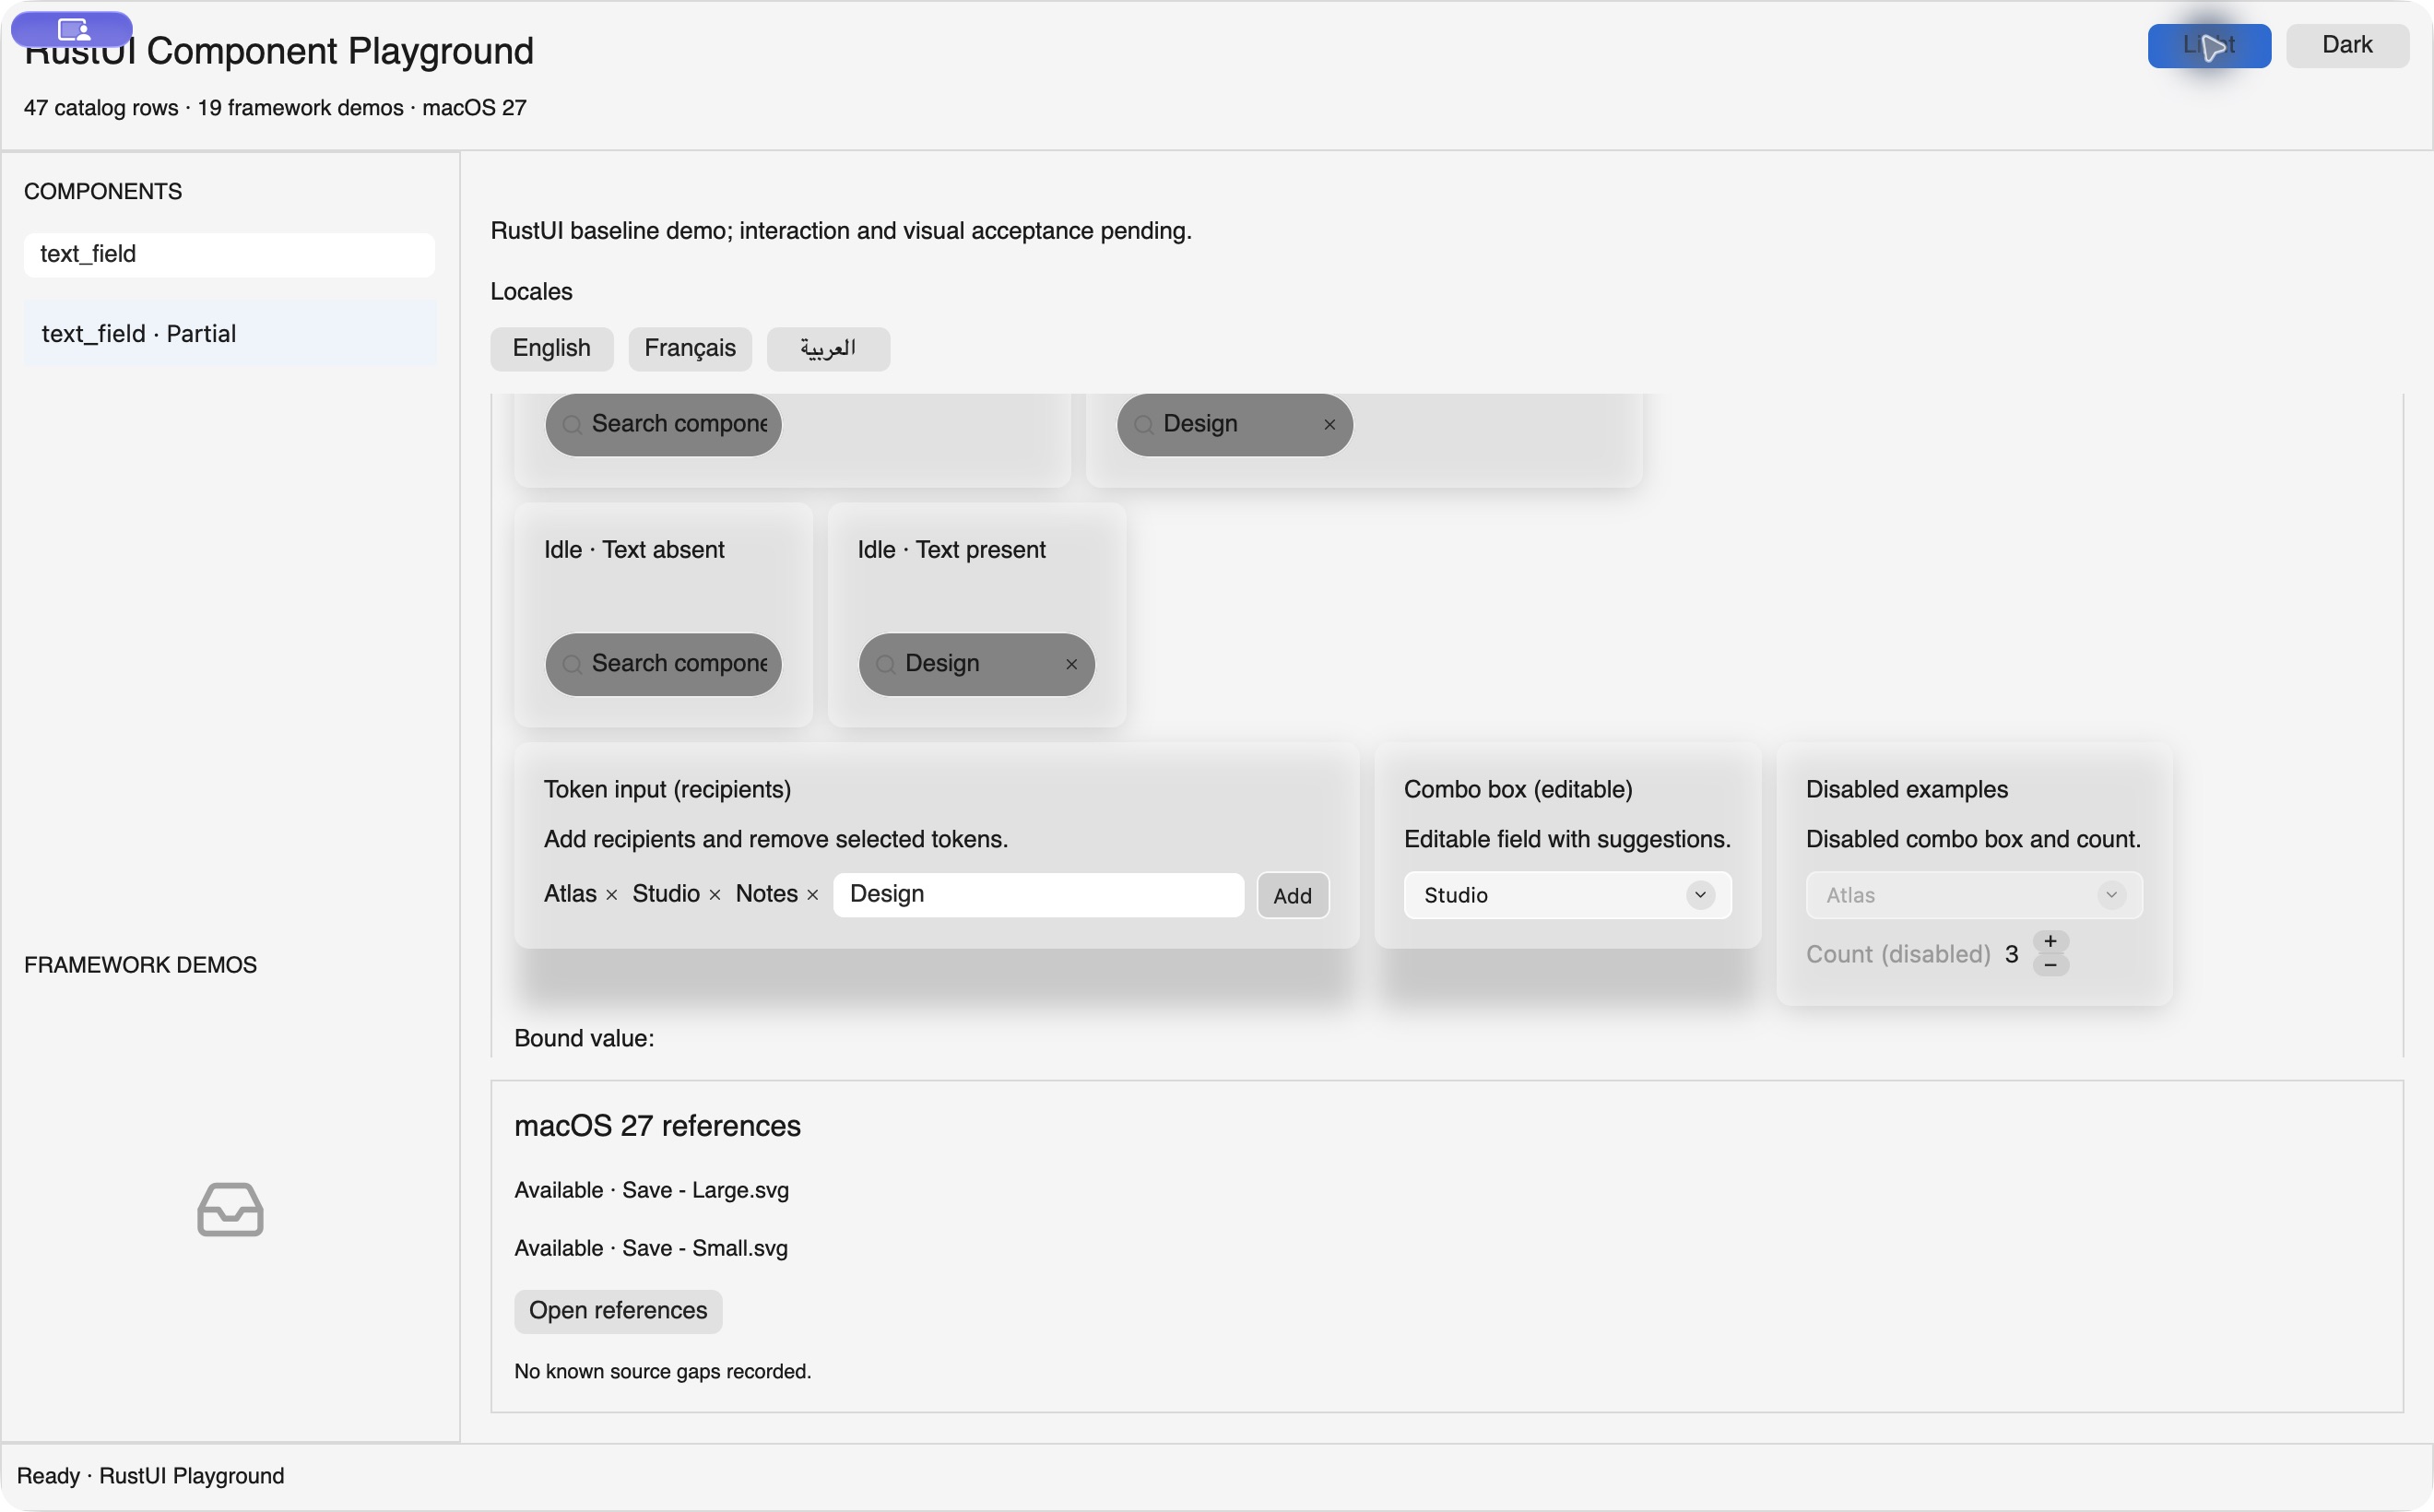 RustUI Component Playground
Light
Dark
47 catalog rows · 19 framework demos · macOS 27
COMPONENTS
text_field
text_field · Partial
FRAMEWORK DEMOS
RustUI baseline demo; interaction and visual acceptance pending.
Locales
English
Français
العربية
Search compone
Design ×
Idle · Text absent
Idle · Text present
Search compone
Design ×
Token input (recipients)
Add recipients and remove selected tokens.
Atlas × Studio × Notes × Design Add
Combo box (editable)
Editable field with suggestions.
Studio
Disabled examples
Disabled combo box and count.
Atlas
Count (disabled) 3 + −
Bound value:
macOS 27 references
Available · Save - Large.svg
Available · Save - Small.svg
Open references
No known source gaps recorded.
Ready · RustUI Playground